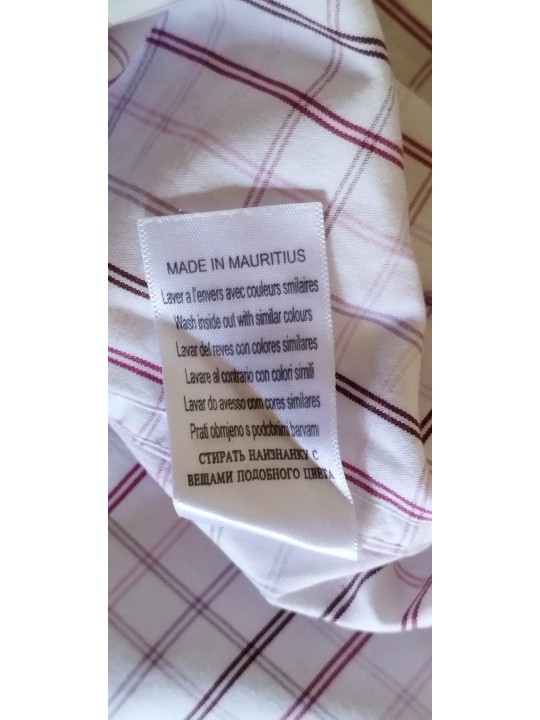 MADE IN MAURITIUS
Laver a l'envers avec couleurs smilaires
Wash inside out with similar colours
Lavar del reves con colores similares
Lavare al contrario con colori simili
Lavar do avesso com cores similares
Prati obrnjeno s podobnimi barvami
СТИРАТЬ НАИЗНАНКУ С
ВЕЩАМИ ПОДОБНОГО ЦВЕТА